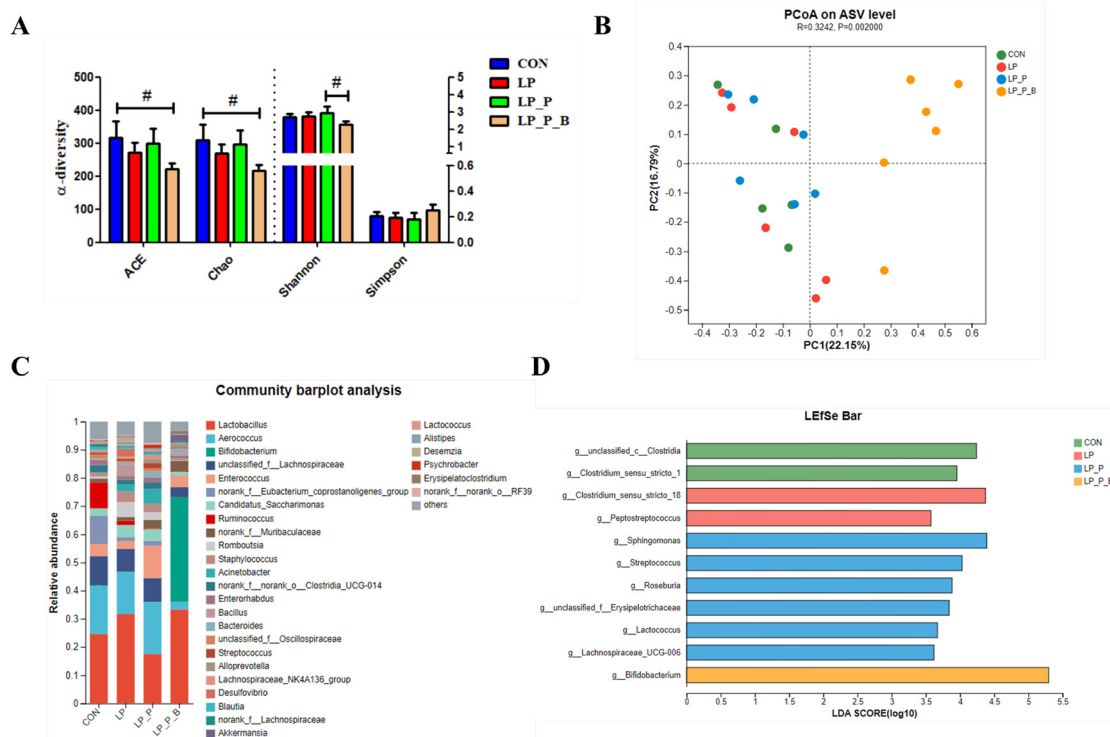 A
500
400
300
200
100
0
α-diversity
#
#
#
5
4
3
2
1
0.6
0.4
0.2
0.0
ACE
Chao
Shannon
Simpson
CON
LP
LP_P
LP_P_B
B
PCoA on ASV level
R=0.3242, P=0.002000
CON
LP
LP_P
LP_P_B
0.4
0.3
0.2
0.1
0
-0.1
-0.2
-0.3
-0.4
-0.5
PC2(16.79%)
-0.4 -0.3 -0.2 -0.1 0 0.1 0.2 0.3 0.4 0.5 0.6
PC1(22.15%)
C
Community barplot analysis
1
0.9
0.8
0.7
0.6
0.5
0.4
0.3
0.2
0.1
0
Relative abundance
CON
LP
LP_P
LP_P_B
Lactobacillus
Aerococcus
Bifidobacterium
unclassified_f__Lachnospiraceae
Enterococcus
norank_f__Eubacterium_coprostanoligenes_group
Candidatus_Saccharimonas
Ruminococcus
norank_f__Muribaculaceae
Romboutsia
Staphylococcus
Acinetobacter
norank_f__norank_o__Clostridia_UCG-014
Enterorhabdus
Bacillus
Bacteroides
unclassified_f__Oscillospiraceae
Streptococcus
Alloprevotella
Lachnospiraceae_NK4A136_group
Desulfovibrio
Blautia
norank_f__Lachnospiraceae
Akkermansia
Lactococcus
Alistipes
Desemzia
Psychrobacter
Erysipelatoclostridium
norank_f__norank_o__RF39
others
D
LEfSe Bar
g__unclassified_c__Clostridia
g__Clostridium_sensu_stricto_1
g__Clostridium_sensu_stricto_18
g__Peptostreptococcus
g__Sphingomonas
g__Streptococcus
g__Roseburia
g__unclassified_f__Erysipelotrichaceae
g__Lactococcus
g__Lachnospiraceae_UCG-006
g__Bifidobacterium
0 0.5 1 1.5 2 2.5 3 3.5 4 4.5 5 5.5
LDA SCORE(log10)
CON
LP
LP_P
LP_P_B